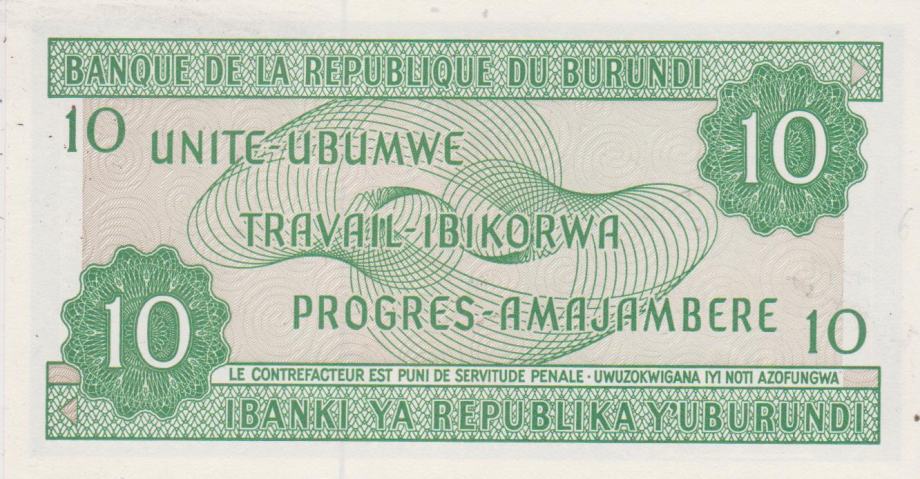 BANQUE DE LA REPUBLIQUE DU BURUNDI
10
10
UNITE-UBUMWE
TRAVAIL-IBIKORWA
PROGRES-AMAJAMBERE
10
10
LE CONTREFACTEUR EST PUNI DE SERVITUDE PENALE · UWUZOKWIGANA IYI NOTI AZOFUNGWA
IBANKI YA REPUBLIKA Y'UBURUNDI